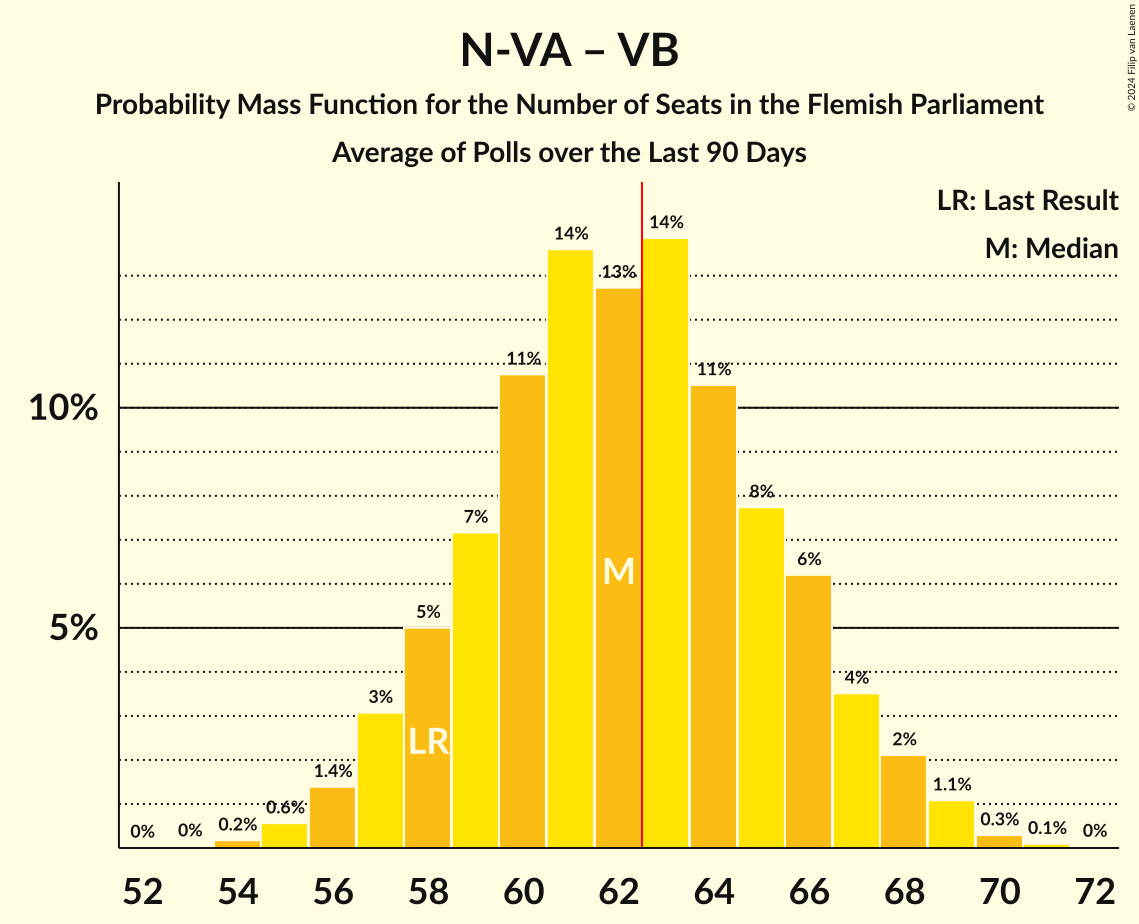 N-VA – VB
Probability Mass Function for the Number of Seats in the Flemish Parliament
Average of Polls over the Last 90 Days
© 2024 Filip van Laenen
LR: Last Result
M: Median
10%
5%
0%
0%
0.2%
0.6%
1.4%
3%
5%
7%
11%
14%
13%
14%
11%
8%
6%
4%
2%
1.1%
0.3%
0.1%
0%
LR
M
52 54 56 58 60 62 64 66 68 70 72